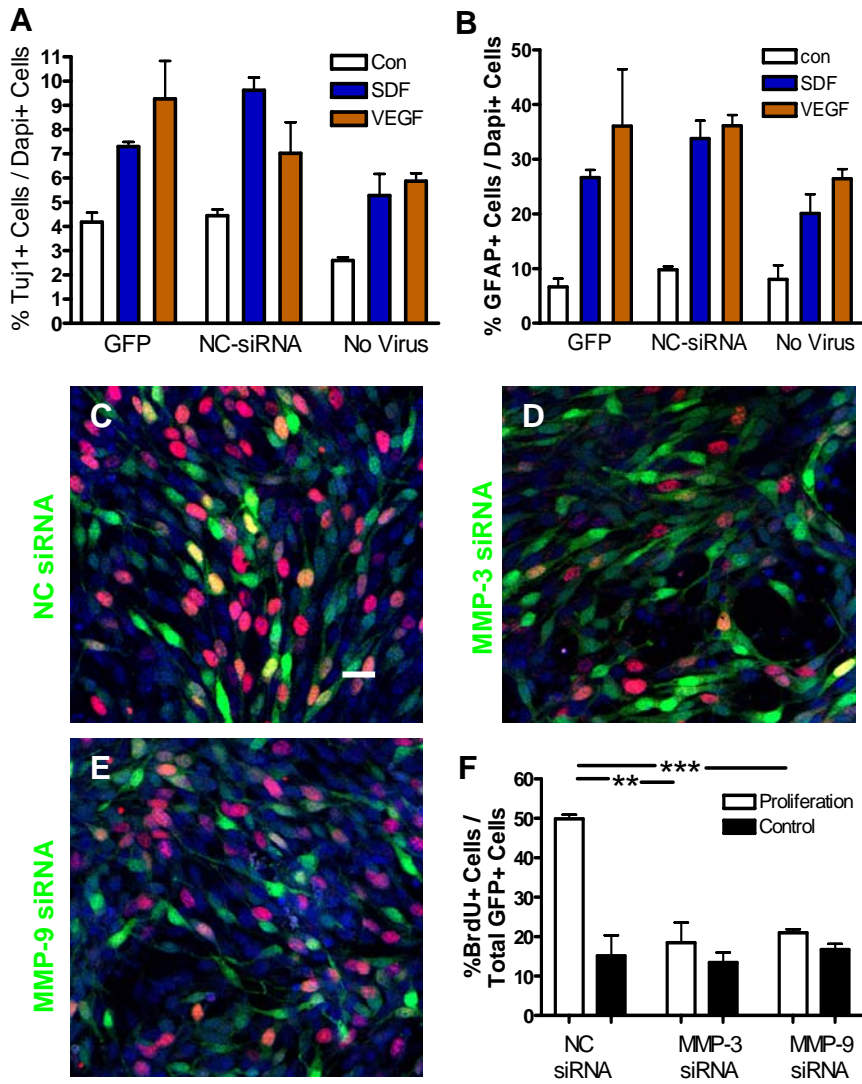 A
% Tuj1+ Cells / Dapi+ Cells
11
10
9
8
7
6
5
4
3
2
1
0
Con
SDF
VEGF
GFP
NC-siRNA
No Virus
B
% GFAP+ Cells / Dapi+ Cells
50
40
30
20
10
0
con
SDF
VEGF
GFP
NC-siRNA
No Virus
C
NC siRNA
D
MMP-3 siRNA
E
MMP-9 siRNA
F
%BrdU+ Cells /
Total GFP+ Cells
60
50
40
30
20
10
0
***
**
Proliferation
Control
NC
siRNA
MMP-3
siRNA
MMP-9
siRNA